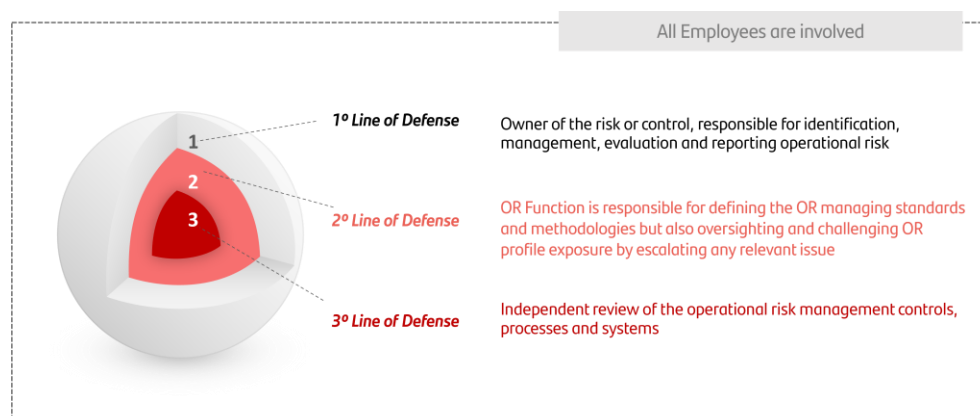 All Employees are involved
1
2
3
1º Line of Defense
Owner of the risk or control, responsible for identification,
management, evaluation and reporting operational risk
2º Line of Defense
OR Function is responsible for defining the OR managing standards
and methodologies but also oversighting and challenging OR
profile exposure by escalating any relevant issue
3º Line of Defense
Independent review of the operational risk management controls,
processes and systems